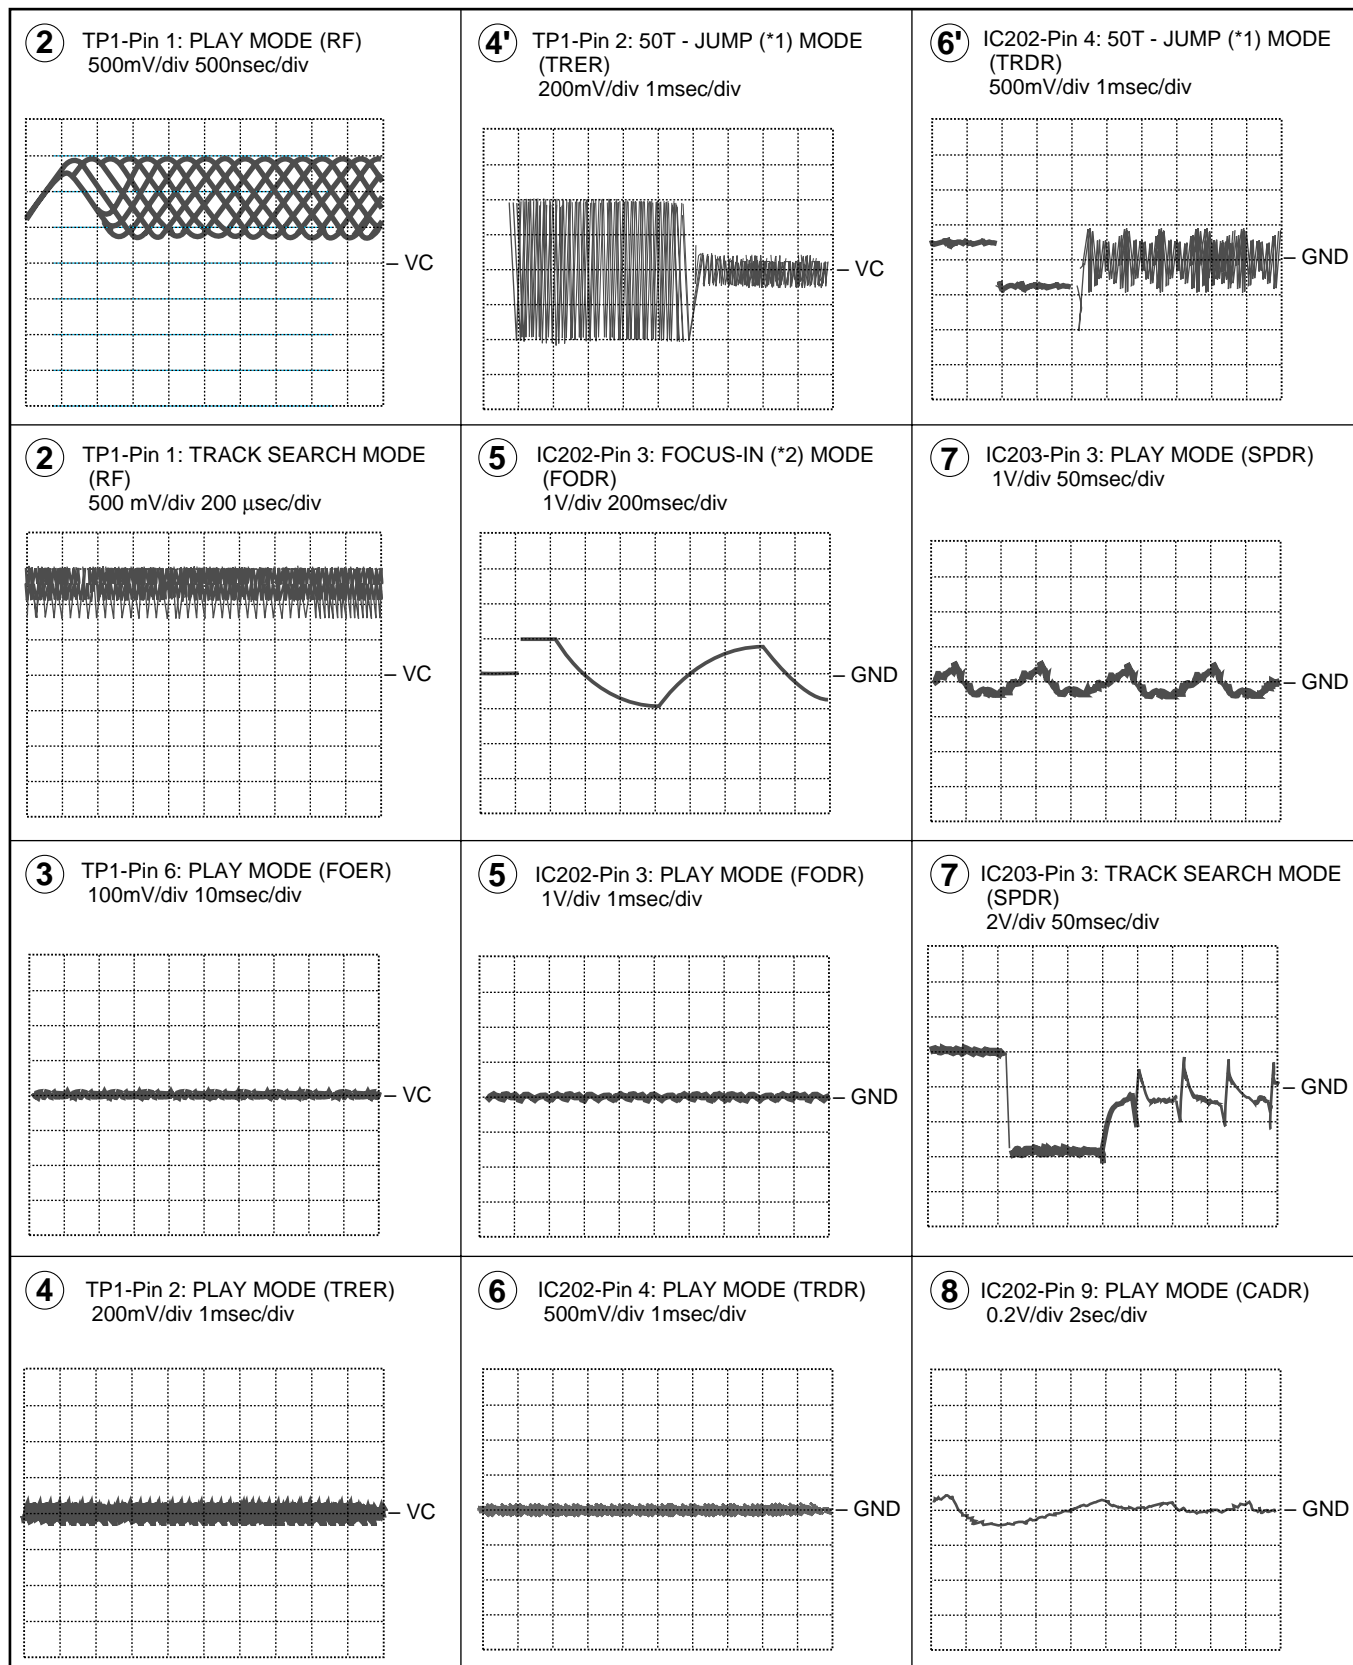 2 TP1-Pin 1: PLAY MODE (RF)
500mV/div 500nsec/div
– VC
4' TP1-Pin 2: 50T - JUMP (*1) MODE
(TRER)
200mV/div 1msec/div
– VC
6' IC202-Pin 4: 50T - JUMP (*1) MODE
(TRDR)
500mV/div 1msec/div
– GND
2 TP1-Pin 1: TRACK SEARCH MODE
(RF)
500 mV/div 200 µsec/div
– VC
5 IC202-Pin 3: FOCUS-IN (*2) MODE
(FODR)
1V/div 200msec/div
– GND
7 IC203-Pin 3: PLAY MODE (SPDR)
1V/div 50msec/div
– GND
3 TP1-Pin 6: PLAY MODE (FOER)
100mV/div 10msec/div
– VC
5 IC202-Pin 3: PLAY MODE (FODR)
1V/div 1msec/div
– GND
7 IC203-Pin 3: TRACK SEARCH MODE
(SPDR)
2V/div 50msec/div
– GND
4 TP1-Pin 2: PLAY MODE (TRER)
200mV/div 1msec/div
– VC
6 IC202-Pin 4: PLAY MODE (TRDR)
500mV/div 1msec/div
– GND
8 IC202-Pin 9: PLAY MODE (CADR)
0.2V/div 2sec/div
– GND